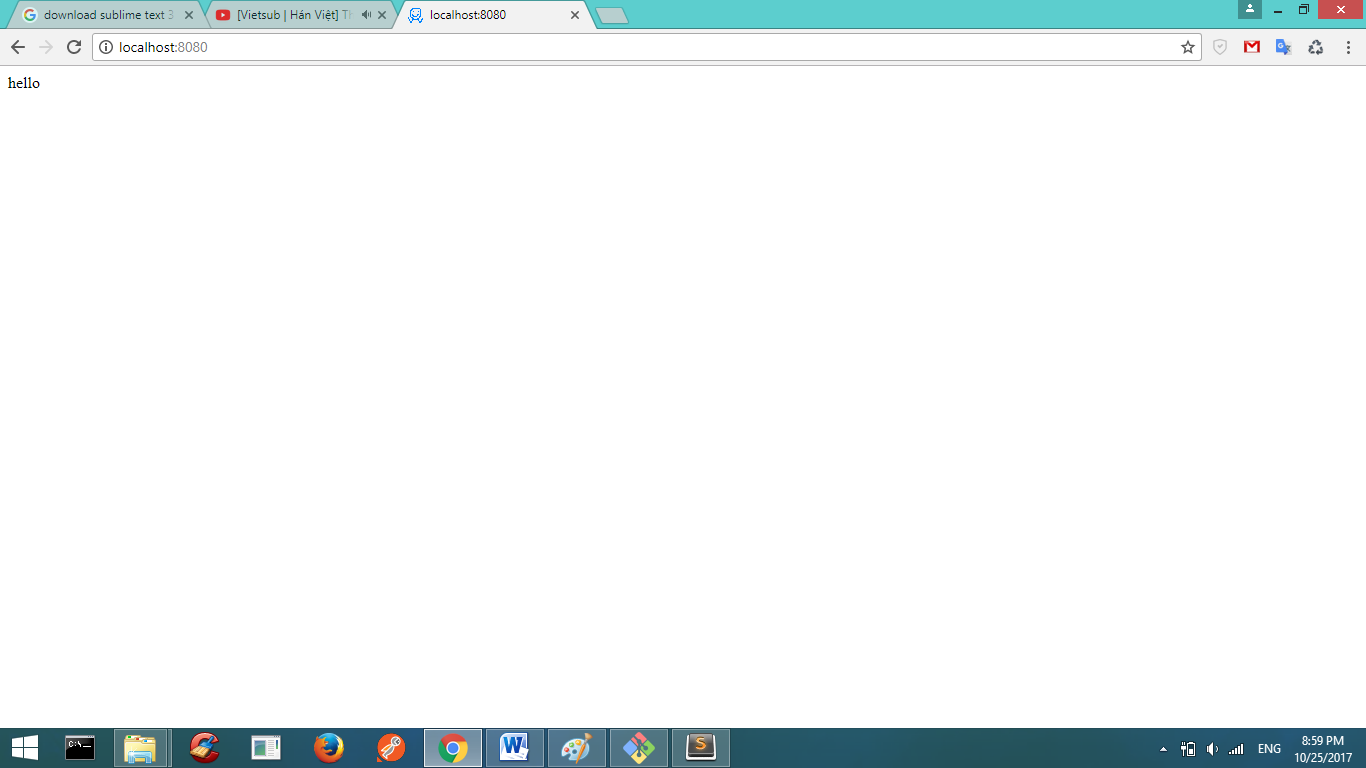 download sublime text 3
[Vietsub | Hán Việt] T
localhost:8080
localhost:8080
hello
C:\_
W
S
ENG
8:59 PM
10/25/2017